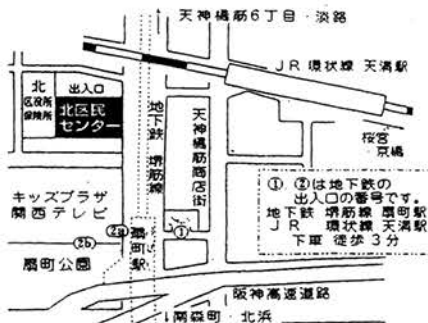 天神橋筋6丁目・淡路
JR 環状線 天満駅
北
区役所
保険所
出入口
北区民
センター
地下鉄 堺筋線
天神橋筋商店街
桜宮
京橋
①②は地下鉄の
出入口の番号です。
地下鉄 堺筋線 扇町駅
JR 環状線 天満駅
下車 徒歩3分
キッズプラザ
関西テレビ
2a
扇町駅
①
2b
扇町公園
阪神高速道路
南森町・北浜